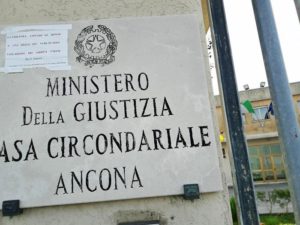 MINISTERO
DELLA GIUSTIZIA
ASA CIRCONDARIALE
ANCONA